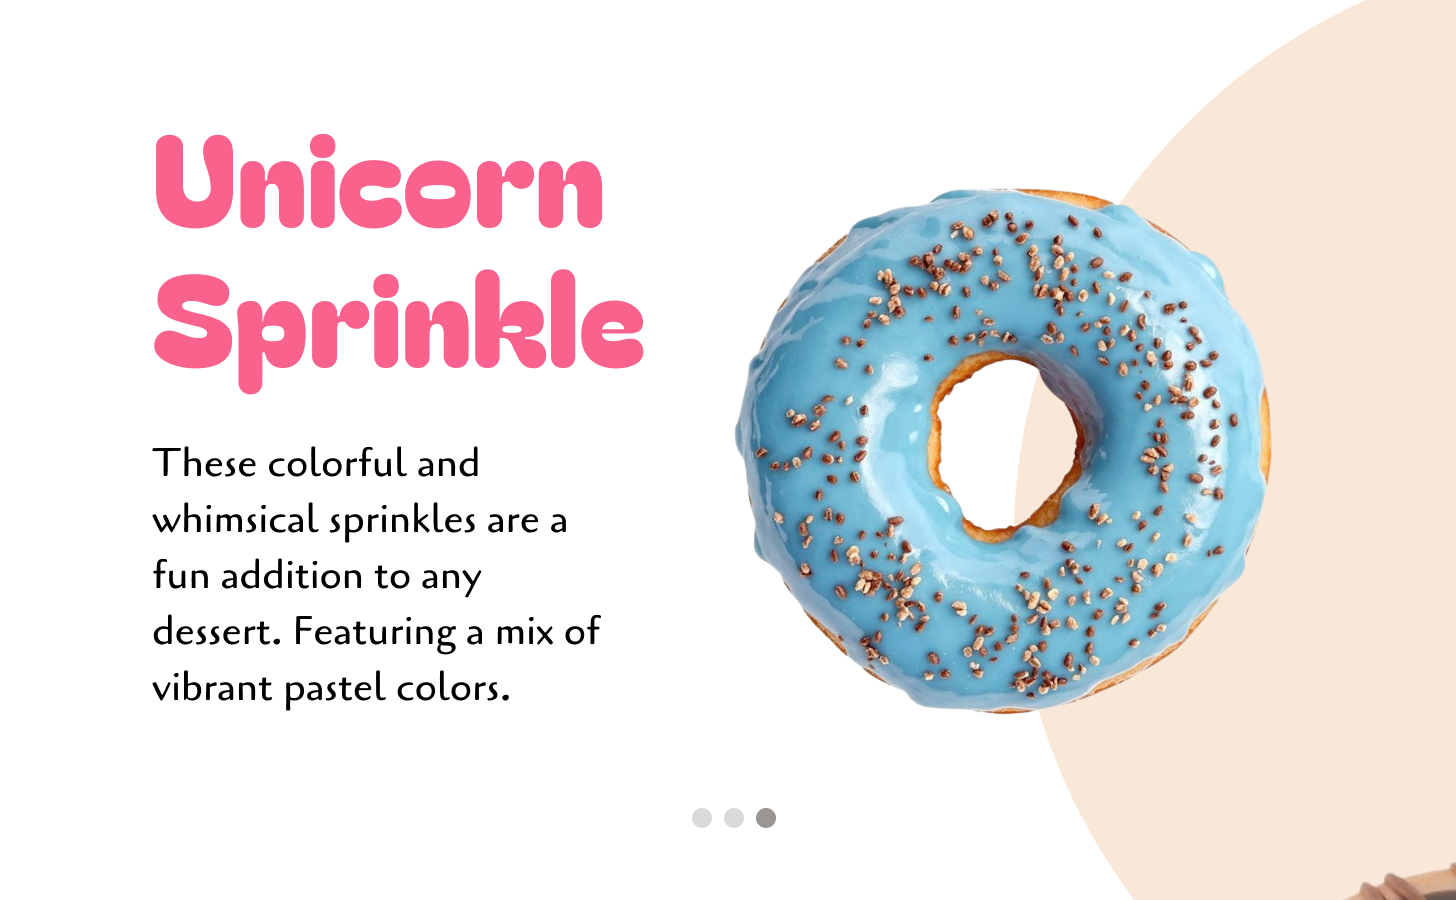 Unicorn
Sprinkle
These colorful and
whimsical sprinkles are a
fun addition to any
dessert. Featuring a mix of
vibrant pastel colors.